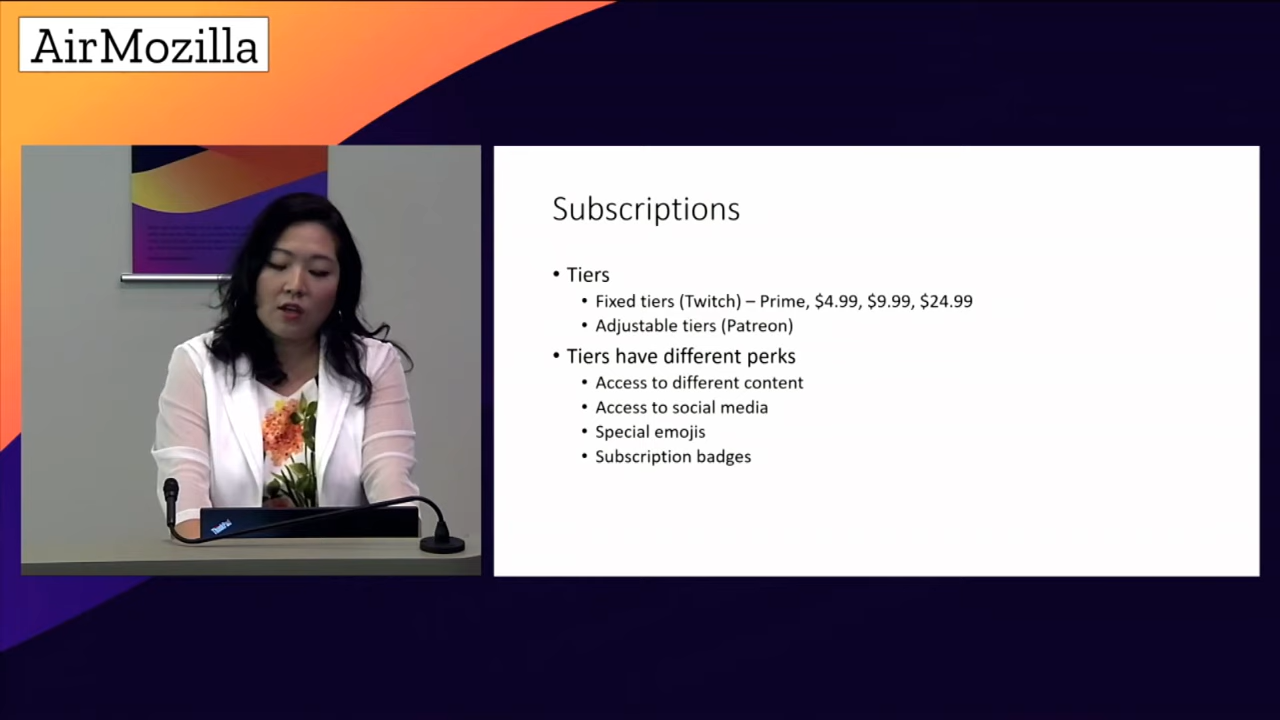 AirMozilla
Subscriptions
• Tiers
• Fixed tiers (Twitch) – Prime, $4.99, $9.99, $24.99
• Adjustable tiers (Patreon)
• Tiers have different perks
• Access to different content
• Access to social media
• Special emojis
• Subscription badges
ThinkPad